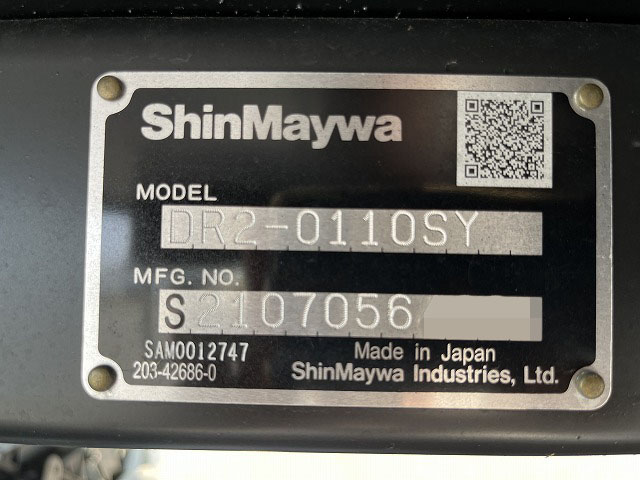 ShinMaywa
MODEL
DR2-0110SY
MFG. NO.
S2107056
SAM0012747
203-42686-0
Made in Japan
ShinMaywa Industries, Ltd.